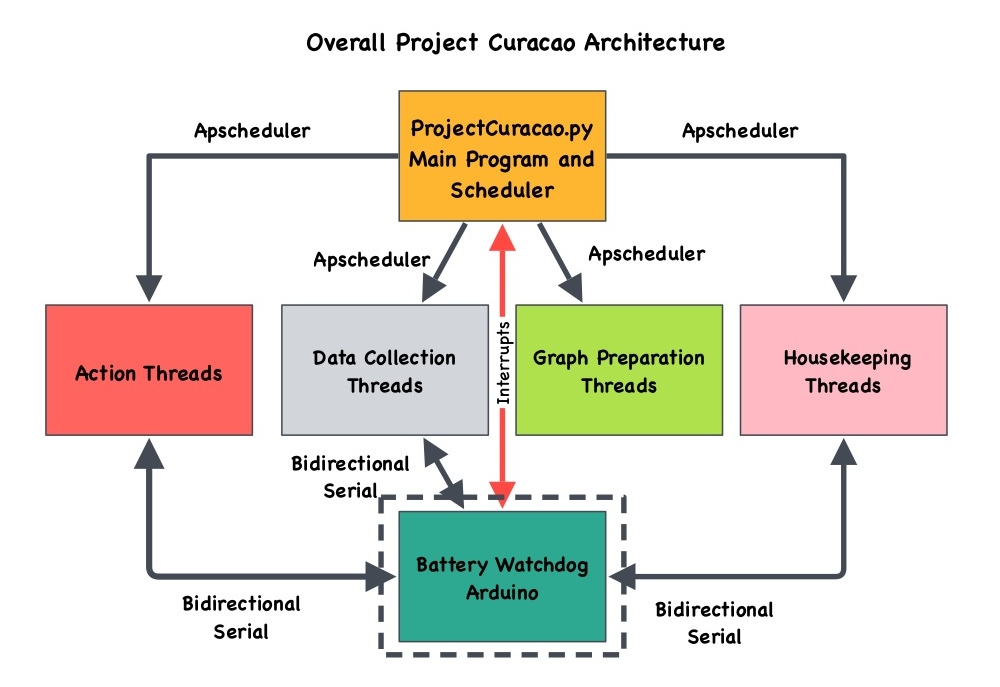 Overall Project Curacao Architecture
ProjectCuracao.py
Main Program and
Scheduler
Apscheduler
Apscheduler
Apscheduler
Apscheduler
Action Threads
Data Collection
Threads
Interrupts
Graph Preparation
Threads
Housekeeping
Threads
Bidirectional
Serial
Battery Watchdog
Arduino
Bidirectional
Serial
Bidirectional
Serial